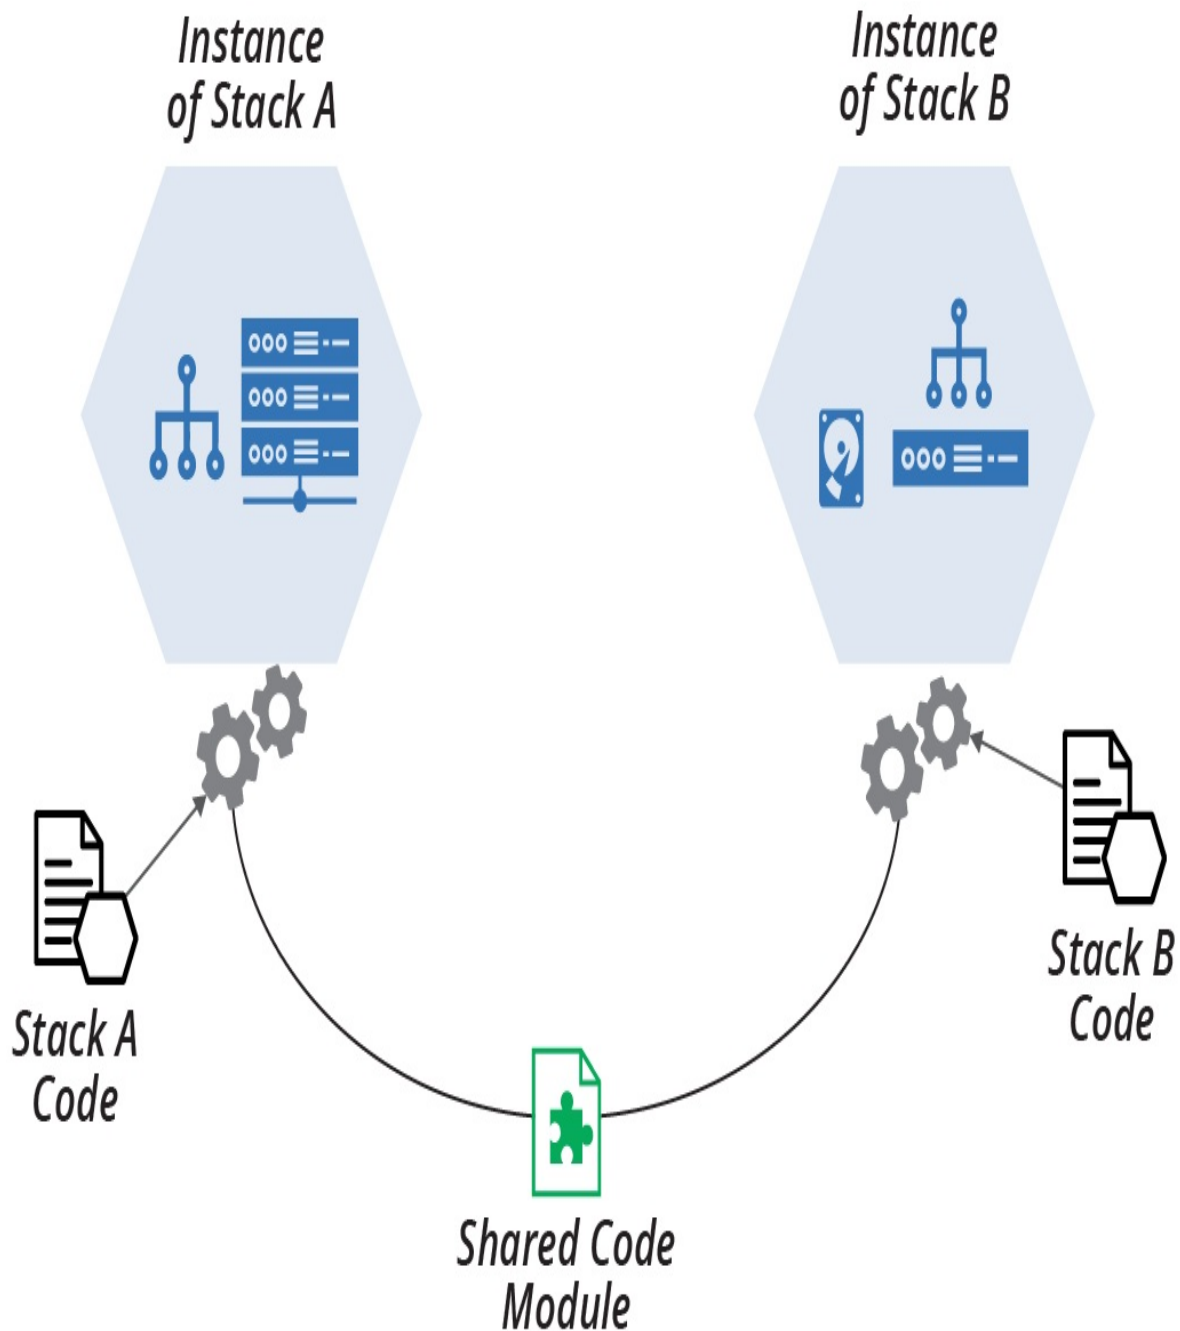 Instance
of Stack A
Instance
of Stack B
Stack A
Code
Stack B
Code
Shared Code
Module